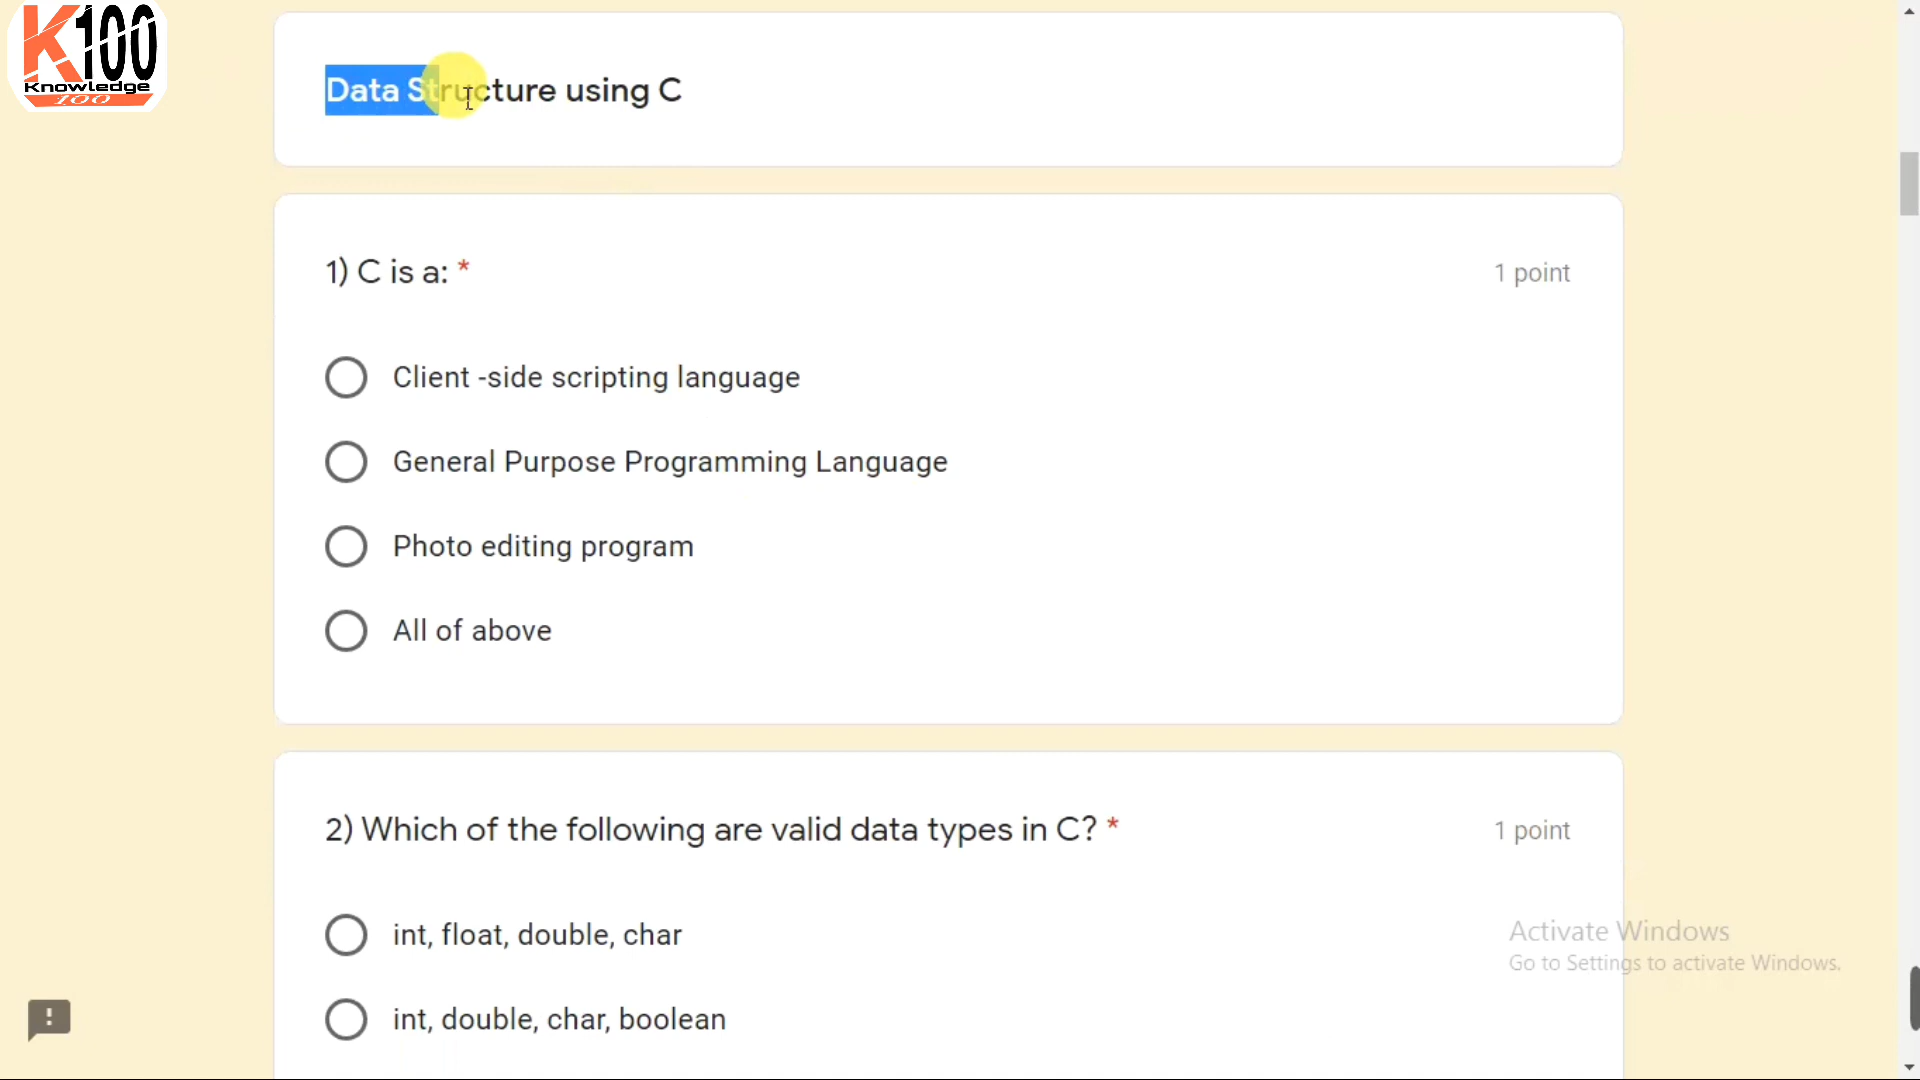 K100
Knowledge
100
Data Structure using C
1) C is a: *
1 point
Client -side scripting language
General Purpose Programming Language
Photo editing program
All of above
2) Which of the following are valid data types in C? *
1 point
int, float, double, char
int, double, char, boolean
Activate Windows
Go to Settings to activate Windows.